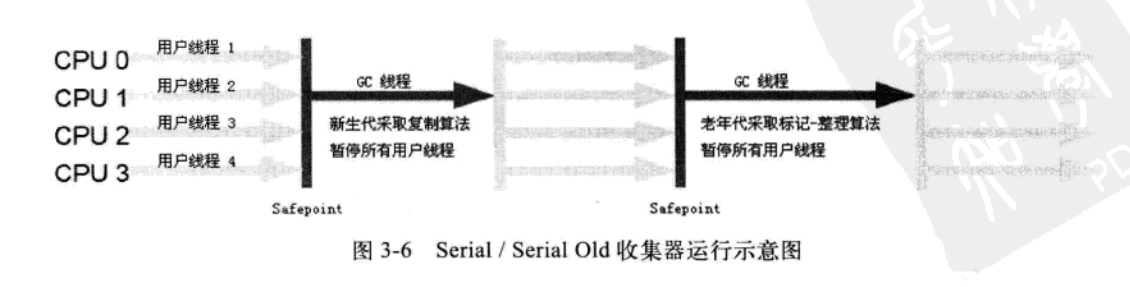 CPU 0 用户线程 1
CPU 1 用户线程 2
CPU 2 用户线程 3
CPU 3 用户线程 4
GC 线程
新生代采取复制算法
暂停所有用户线程
GC 线程
老年代采取标记-整理算法
暂停所有用户线程
Safepoint
Safepoint
图 3-6 Serial / Serial Old 收集器运行示意图
PD